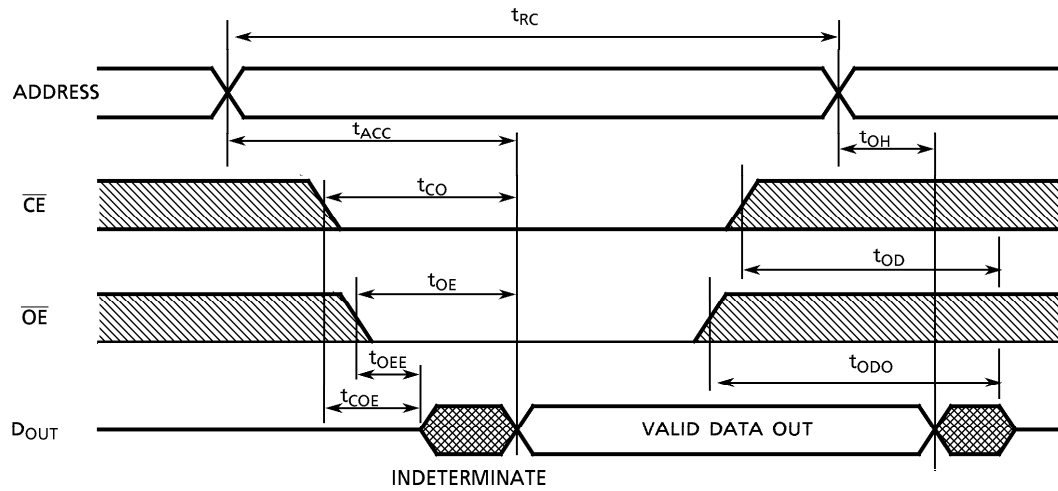 tRC
ADDRESS
tACC
tOH
CE
tCO
tOD
OE
tOE
tOEE
tODO
tCOE
DOUT
VALID DATA OUT
INDETERMINATE